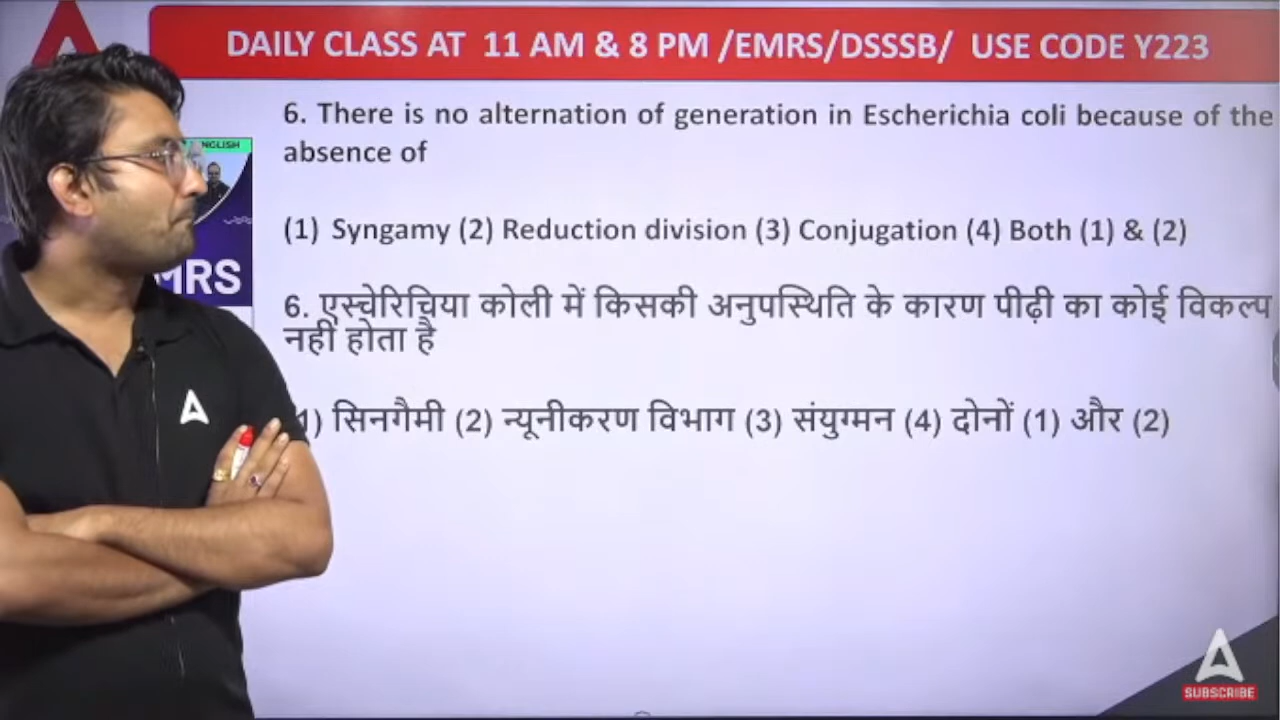 DAILY CLASS AT 11 AM & 8 PM /EMRS/DSSSB/ USE CODE Y223
NGLISH
MRS
6. There is no alternation of generation in Escherichia coli because of the
absence of
(1) Syngamy (2) Reduction division (3) Conjugation (4) Both (1) & (2)
6. एस्चेरिचिया कोली में किसकी अनुपस्थिति के कारण पीढ़ी का कोई विकल्प
नहीं होता है
1) सिनगैमी (2) न्यूनीकरण विभाग (3) संयुग्मन (4) दोनों (1) और (2)
SUBSCRIBE